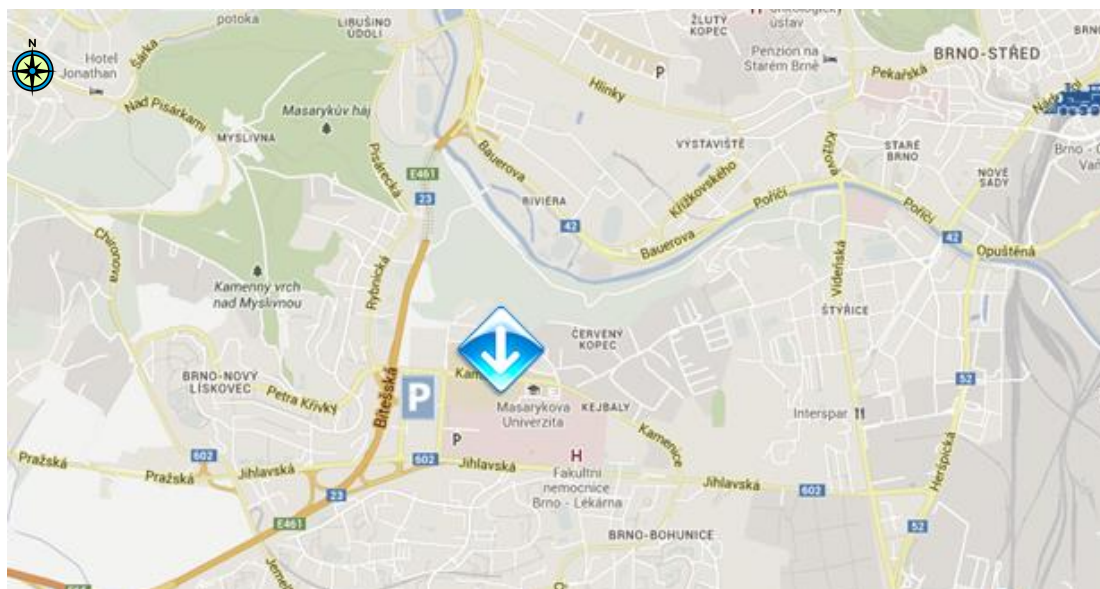 potoka
LIBUŠINO
ÚDOLÍ
ŽLUTÝ
KOPEC
ústav
BRNO-STŘED
N
Hotel
Jonathan
Šárka
P
Penzion na
Starém Brně
Pekařská
Hlinky
Nad Pisárkami
Masarykův háj
MYSLIVNA
Pisárecká
Bauerova
VÝSTAVIŠTĚ
Křížová
STARÉ
BRNO
Brno -
E461
23
RIVIÉRA
Křížkovského
Poříčí
NOVÉ
SADY
Poříčí
42
Bauerova
42
Opuštěná
Chironova
Kamenný vrch
nad Myslivnou
Rybnická
Vídeňská
ŠTÝŘICE
ČERVENÝ
KOPEC
BRNO-NOVÝ
LÍSKOVEC
Petra Křivky
Bítešská
P
Masarykova
Univerzita
KEJBALY
Kamenice
52
Interspar
P
H
Fakultní
nemocnice
Brno - Lékárna
Pražská
602
Pražská
Jihlavská
602
Jihlavská
Jihlavská
602
Heršpická
23
E461
52
BRNO-BOHUNICE